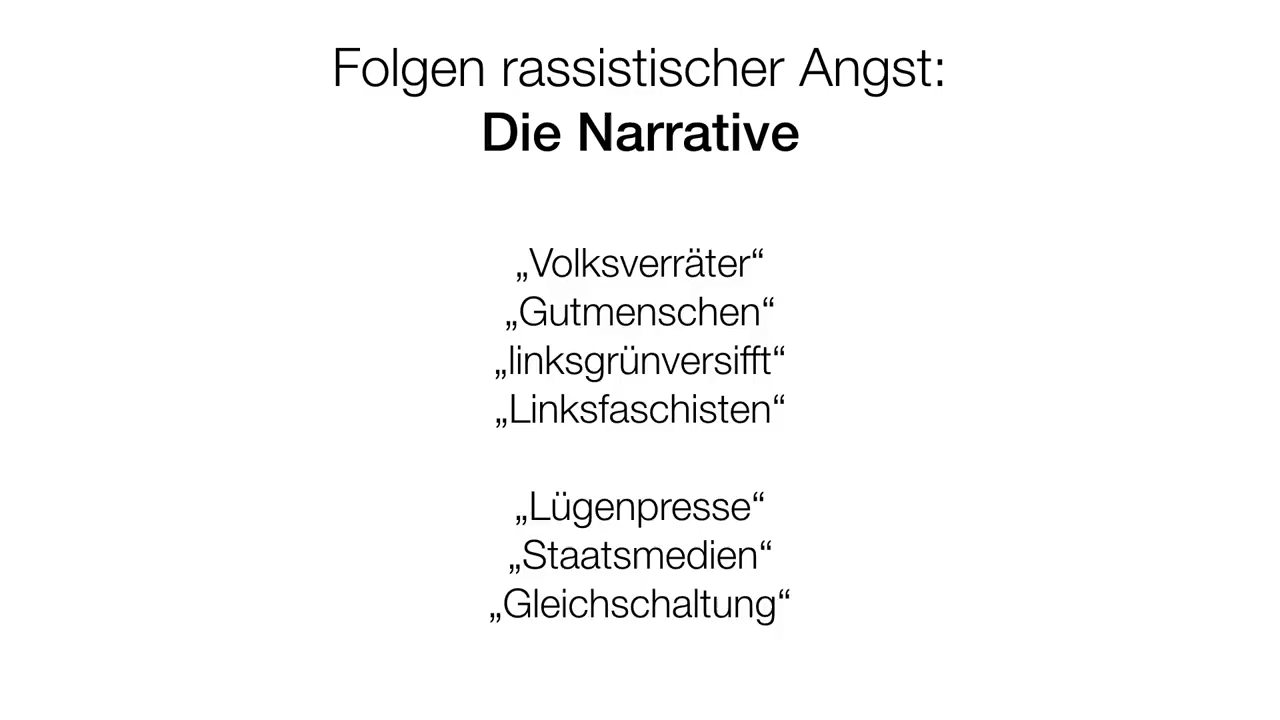 Folgen rassistischer Angst:
Die Narrative
„Volksverräter“
„Gutmenschen“
„linksgrünversifft“
„Linksfaschisten“
„Lügenpresse“
„Staatsmedien“
„Gleichschaltung“